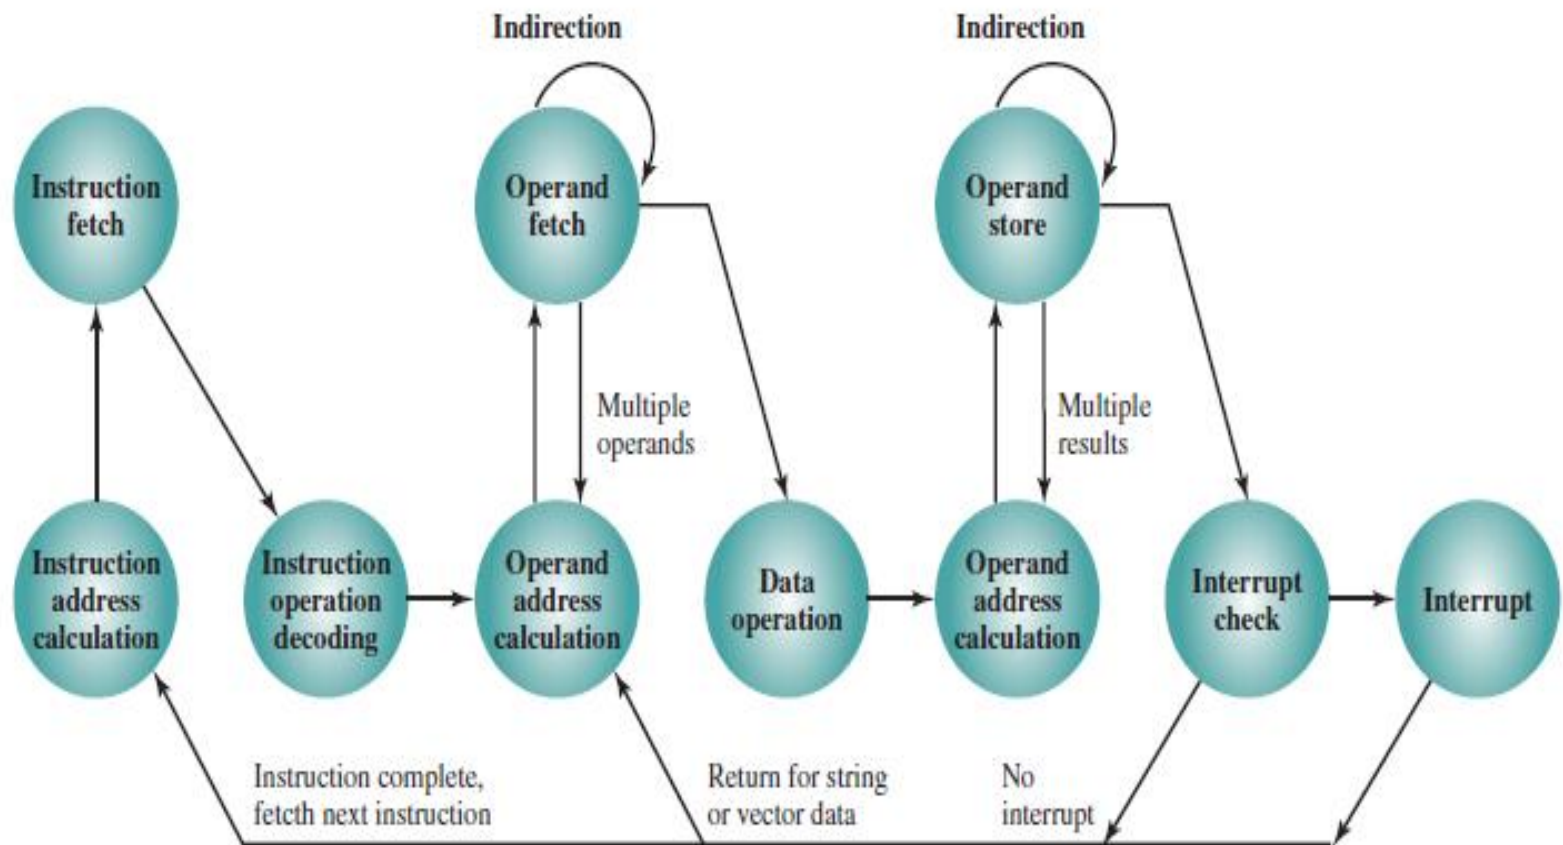 Indirection
Indirection
Instruction
fetch
Operand
fetch
Operand
store
Multiple
operands
Multiple
results
Instruction
address
calculation
Instruction
operation
decoding
Operand
address
calculation
Data
operation
Operand
address
calculation
Interrupt
check
Interrupt
Instruction complete,
fetcth next instruction
Return for string
or vector data
No
interrupt